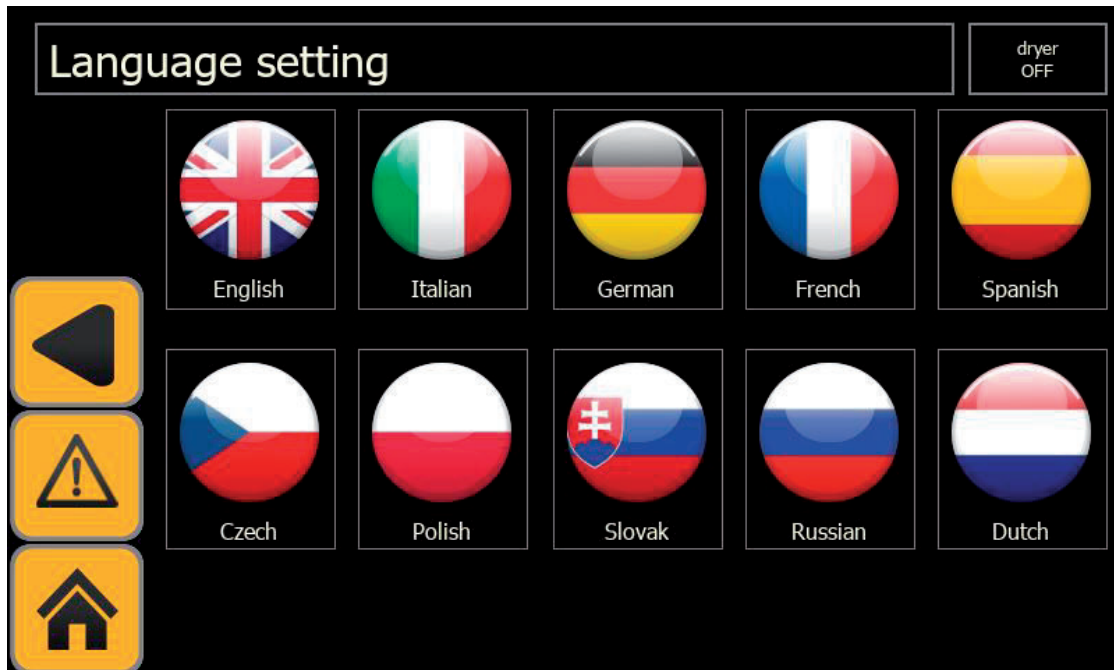 Language setting
dryer
OFF
English
Italian
German
French
Spanish
Czech
Polish
Slovak
Russian
Dutch